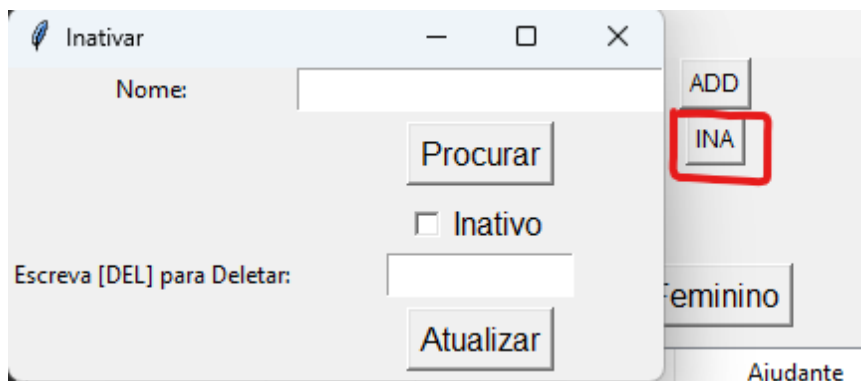 Inativar
Nome:
ADD
Procurar
INA
Inativo
Escreva [DEL] para Deletar:
Feminino
Atualizar
Ajudante